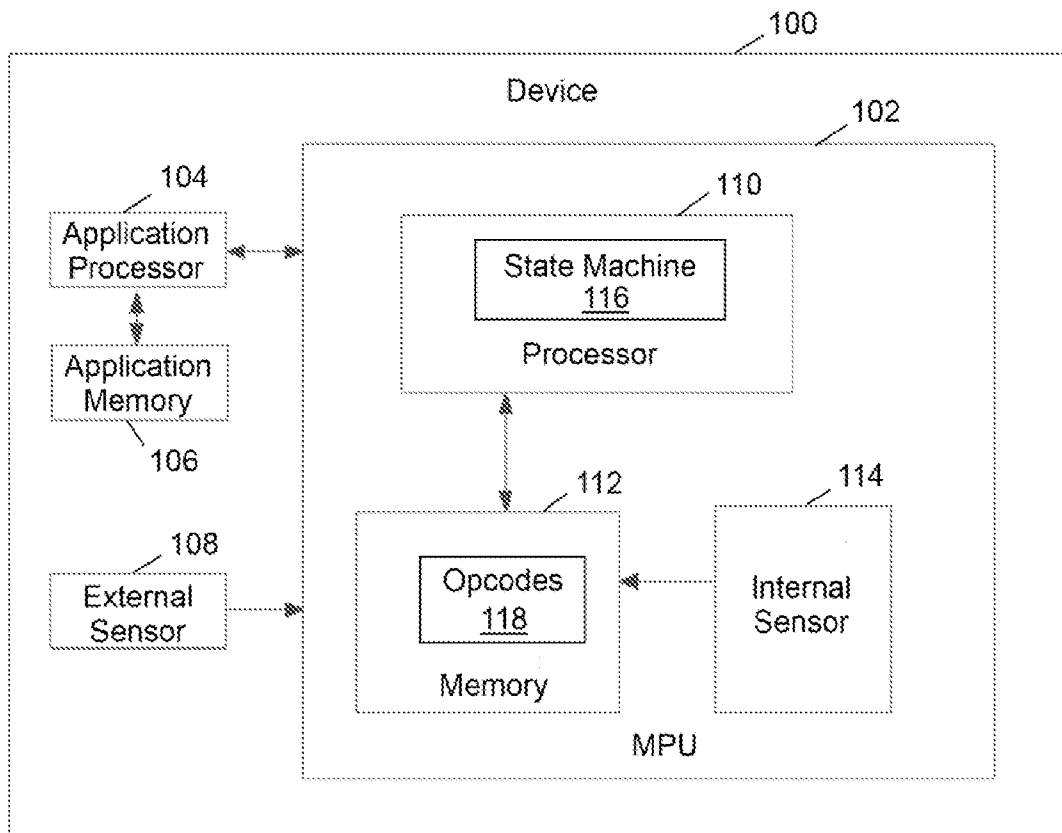 100
Device
102
104
Application
Processor
110
State Machine
116
Processor
Application
Memory
106
112
114
108
External
Sensor
Opcodes
118
Memory
Internal
Sensor
MPU